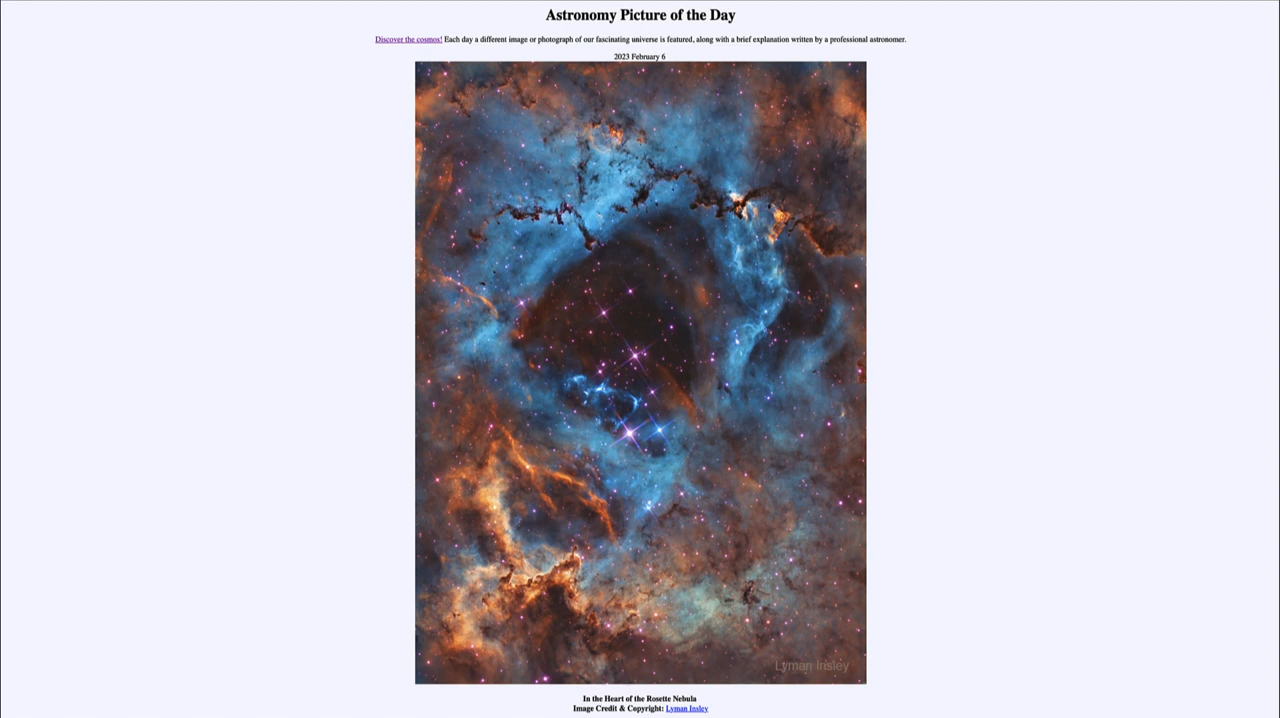 Astronomy Picture of the Day
Discover the cosmos! Each day a different image or photograph of our fascinating universe is featured, along with a brief explanation written by a professional astronomer.
2023 February 6
Lyman Insley
In the Heart of the Rosette Nebula
Image Credit & Copyright: Lyman Insley